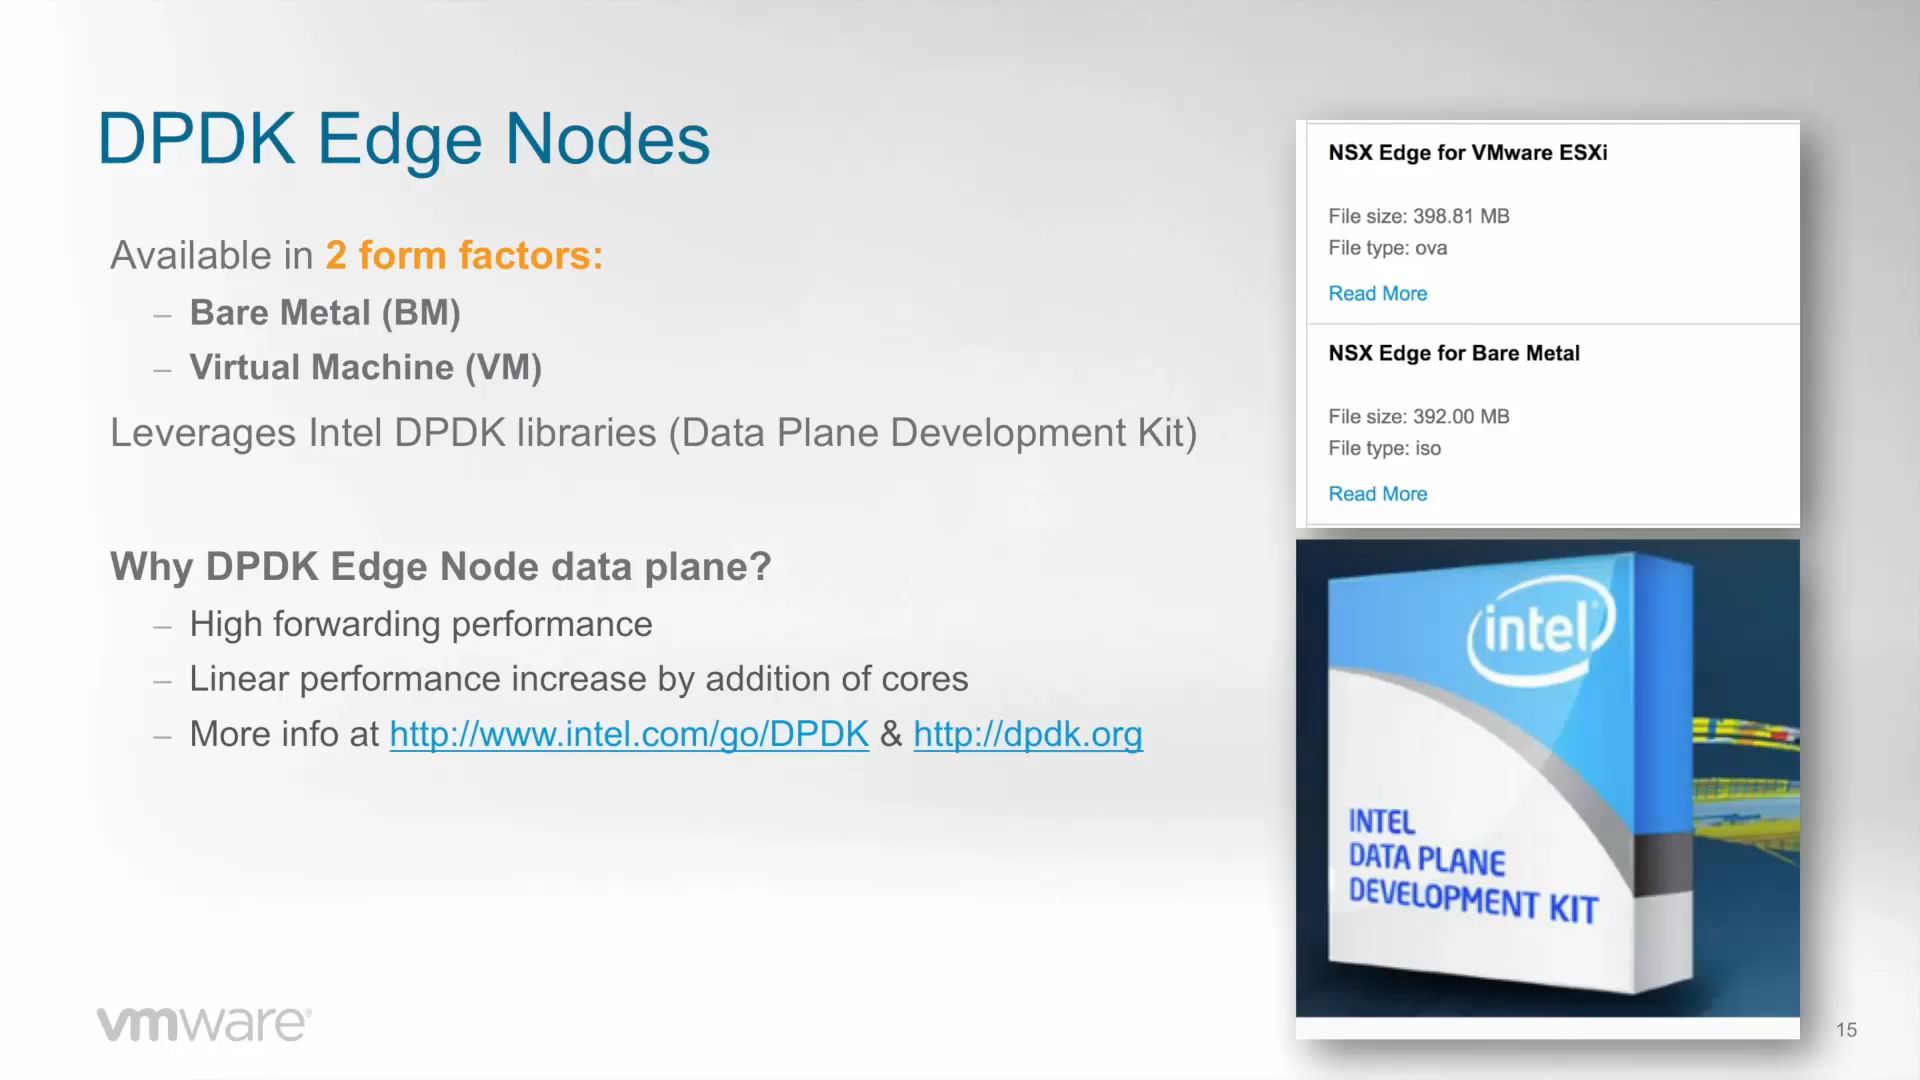 DPDK Edge Nodes
Available in 2 form factors:
– Bare Metal (BM)
– Virtual Machine (VM)
Leverages Intel DPDK libraries (Data Plane Development Kit)
Why DPDK Edge Node data plane?
– High forwarding performance
– Linear performance increase by addition of cores
– More info at http://www.intel.com/go/DPDK & http://dpdk.org
NSX Edge for VMware ESXi
File size: 398.81 MB
File type: ova
Read More
NSX Edge for Bare Metal
File size: 392.00 MB
File type: iso
Read More
intel
INTEL
DATA PLANE
DEVELOPMENT KIT
vmware®
15